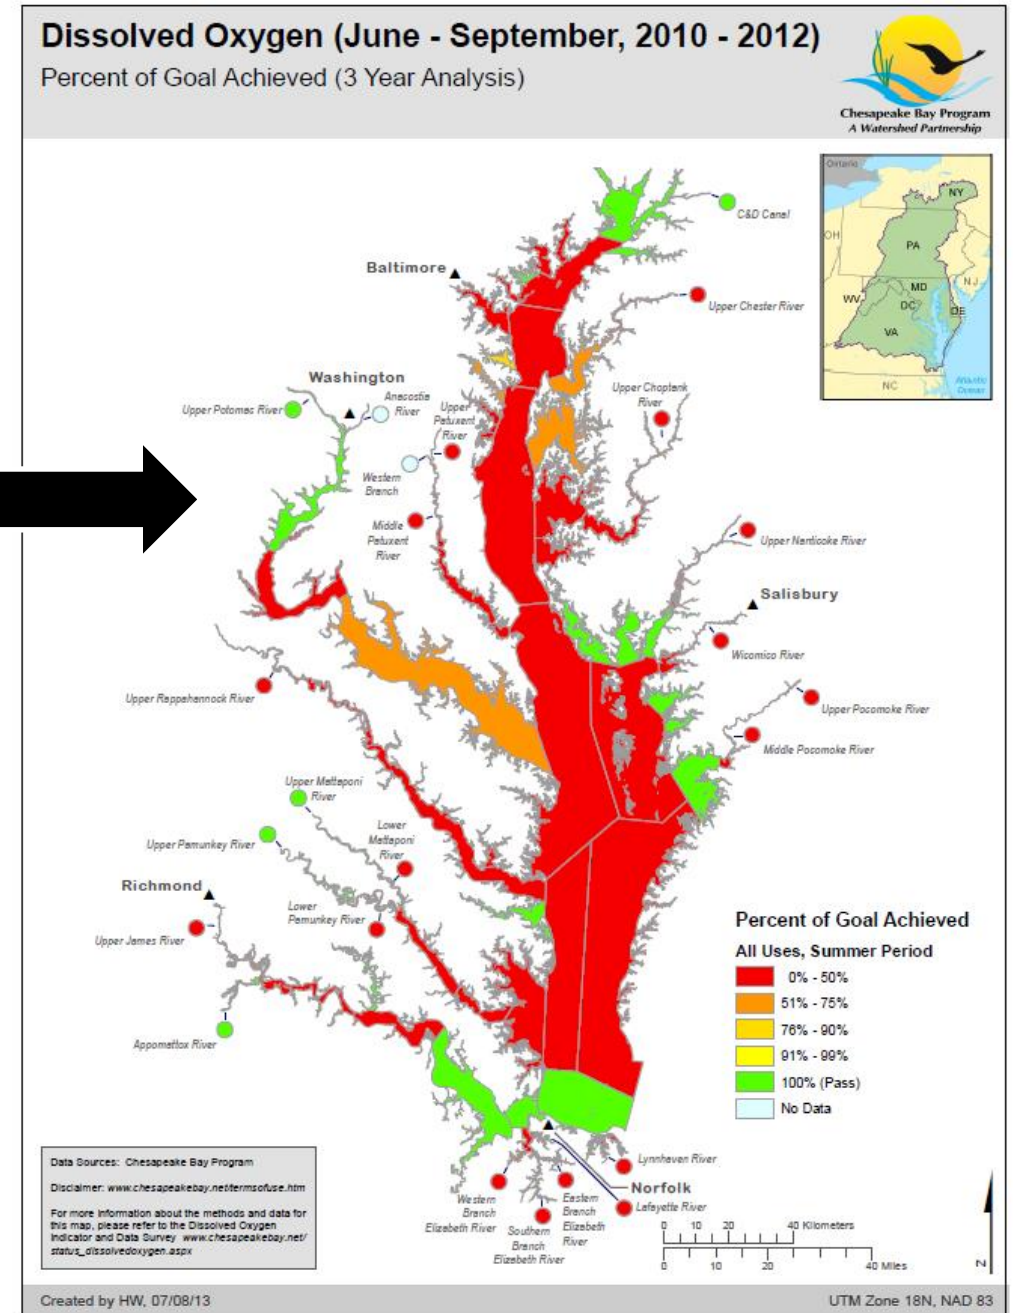 Dissolved Oxygen (June - September, 2010 - 2012)
Percent of Goal Achieved (3 Year Analysis)
Chesapeake Bay Program
A Watershed Partnership
Ontario
NY
OH
PA
NJ
MD
WV
DC
DE
VA
NC
Atlantic
Ocean
C&D Canal
Baltimore
Upper Chester River
Washington
Upper Potomac River
Anacostia
River
Upper
Patuxent
River
Upper Choptank
River
Western
Branch
Middle
Patuxent
River
Upper Nanticoke River
Salisbury
Wicomico River
Upper Rappahannock River
Upper Pocomoke River
Middle Pocomoke River
Upper Mattaponi
River
Upper Pamunkey River
Lower
Mattaponi
River
Richmond
Lower
Pamunkey River
Upper James River
Appomattox River
Percent of Goal Achieved
All Uses, Summer Period
0% - 50%
51% - 75%
76% - 90%
91% - 99%
100% (Pass)
No Data
Lynnhaven River
Norfolk
Lafayette River
Western
Branch
Elizabeth River
Southern
Branch
Elizabeth River
Eastern
Branch
Elizabeth
River
Data Sources: Chesapeake Bay Program
Disclaimer: www.chesapeakebay.net/termsofuse.htm
For more information about the methods and data for
this map, please refer to the Dissolved Oxygen
Indicator and Data Survey www.chesapeakebay.net/
status_dissolvedoxygen.aspx
0 10 20 40 Kilometers
0 10 20 40 Miles
N
Created by HW, 07/08/13
UTM Zone 18N, NAD 83